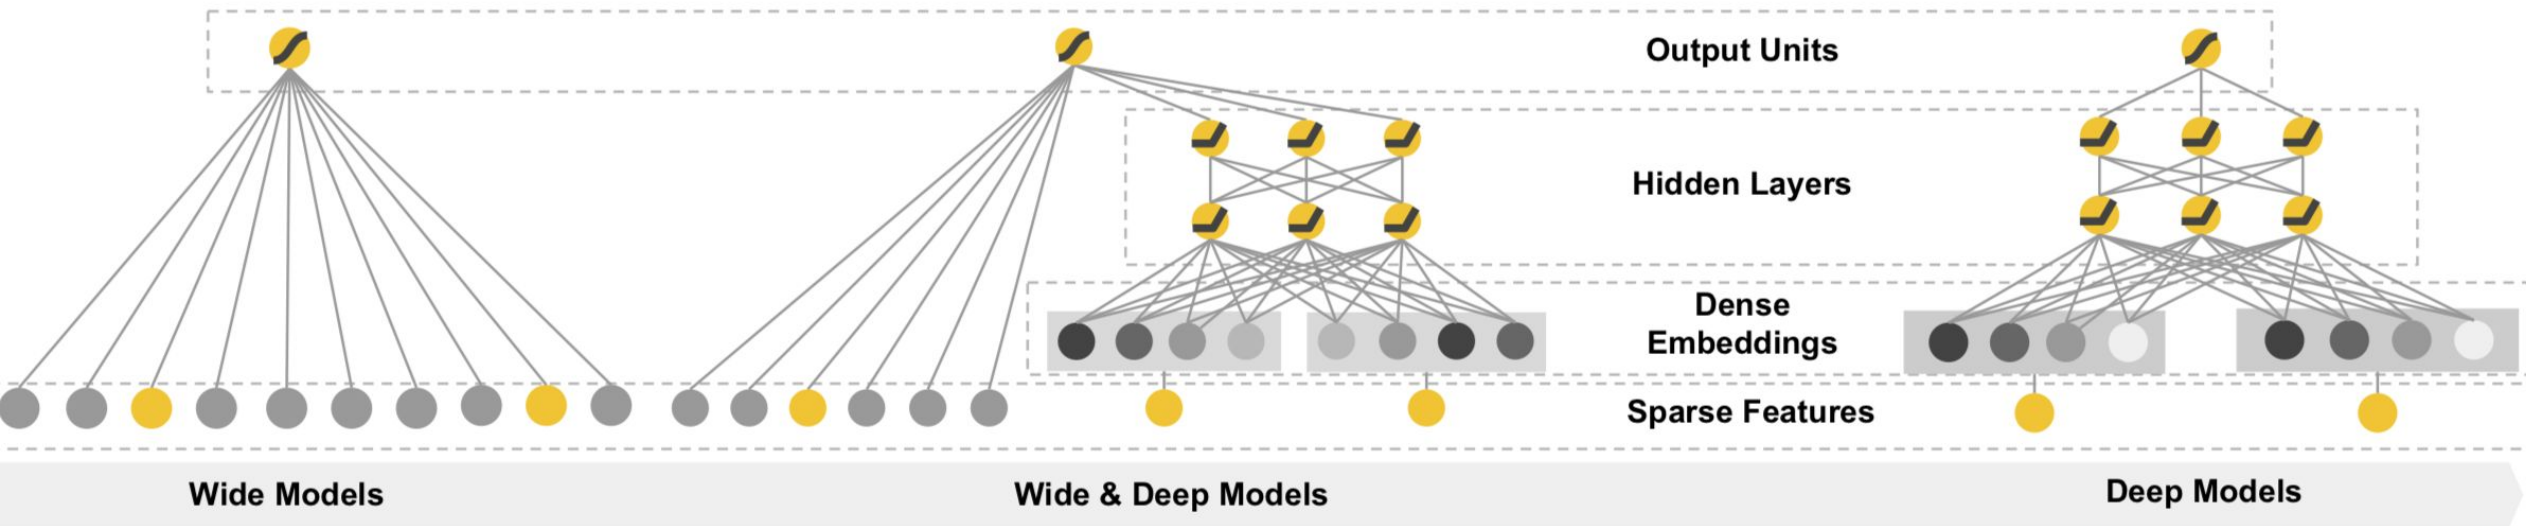 Output Units
Hidden Layers
Dense
Embeddings
Sparse Features
Wide Models
Wide & Deep Models
Deep Models